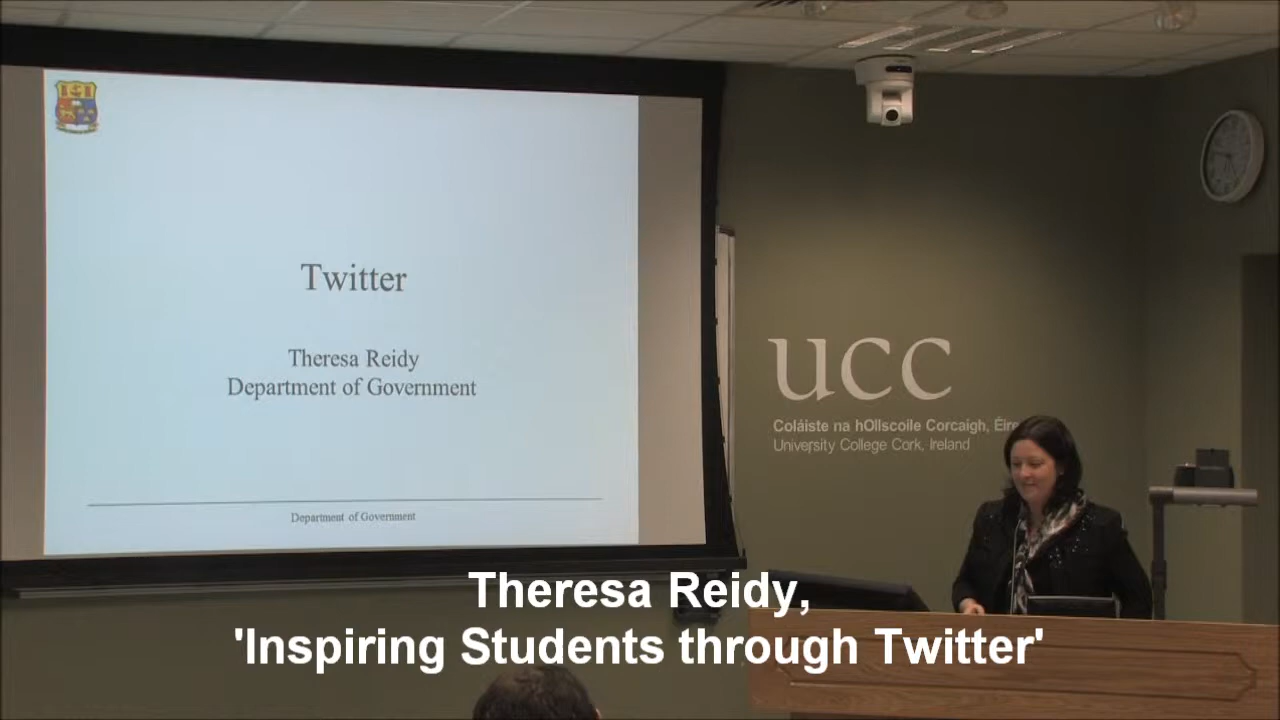 Twitter
Theresa Reidy
Department of Government
Department of Government
UCC
Coláiste na hOllscoile Corcaigh, Éire
University College Cork, Ireland
Theresa Reidy,
'Inspiring Students through Twitter'